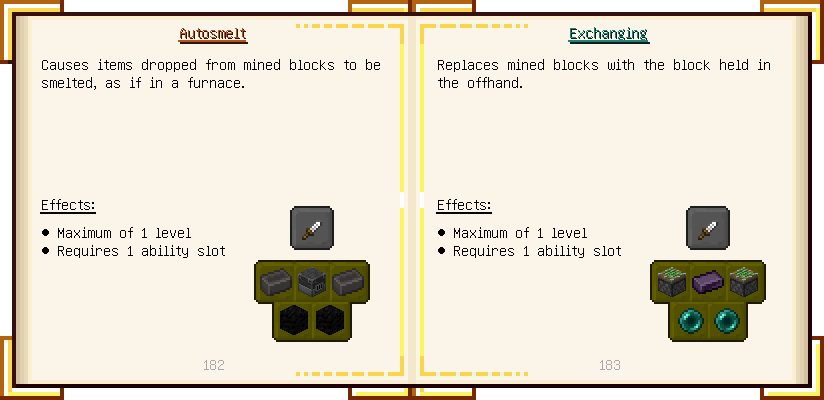 Autosmelt
Causes items dropped from mined blocks to be
smelted, as if in a furnace.
Effects:
• Maximum of 1 level
• Requires 1 ability slot
182
Exchanging
Replaces mined blocks with the block held in
the offhand.
Effects:
• Maximum of 1 level
• Requires 1 ability slot
183